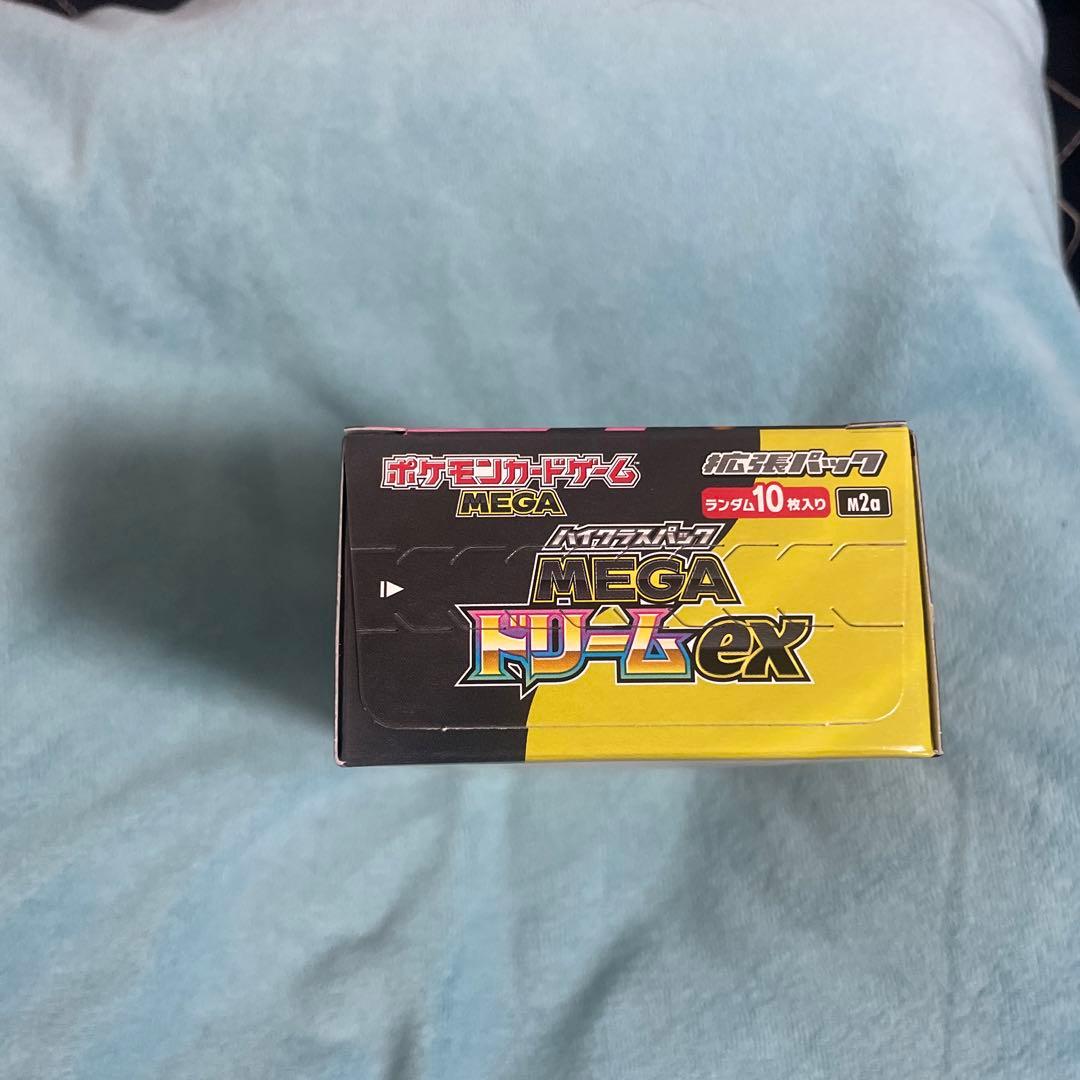 ポケモンカードゲーム
MEGA
拡張パック
ランダム10枚入り
M2a
ハイクラスパック
MEGA
ドリームex